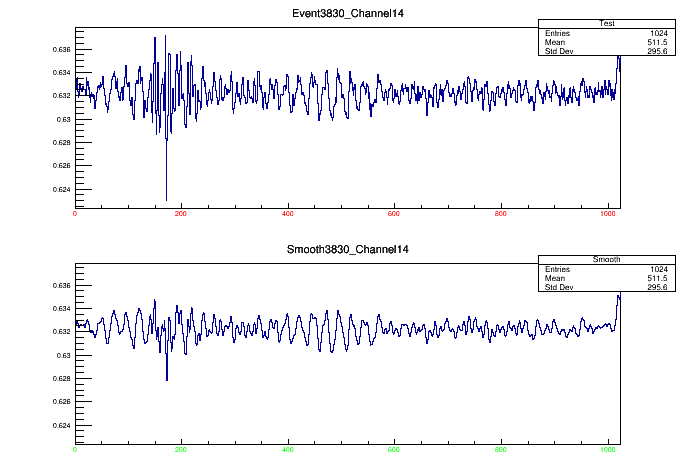 Event3830_Channel14
Test
Entries 1024
Mean 511.5
Std Dev 295.6
0.636
0.634
0.632
0.63
0.628
0.626
0.624
0 200 400 600 800 1000
Smooth3830_Channel14
Smooth
Entries 1024
Mean 511.5
Std Dev 295.6
0.636
0.634
0.632
0.63
0.628
0.626
0.624
0 200 400 600 800 1000